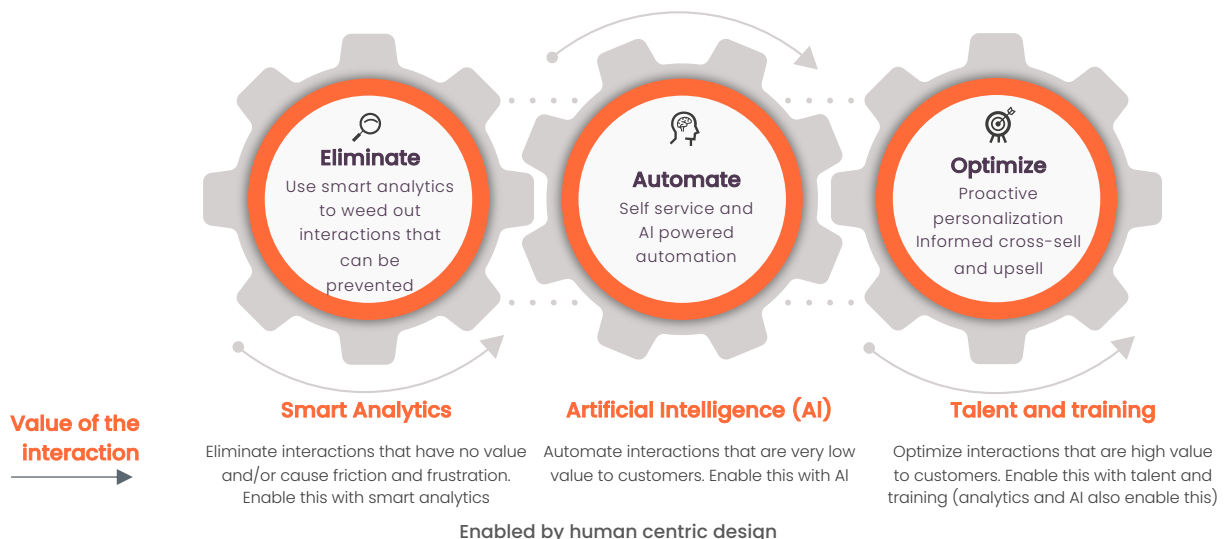 Eliminate
Use smart analytics
to weed out
interactions that
can be
prevented
Automate
Self service and
AI powered
automation
Optimize
Proactive
personalization
Informed cross-sell
and upsell
Value of the
interaction
Smart Analytics
Eliminate interactions that have no value
and/or cause friction and frustration.
Enable this with smart analytics
Artificial Intelligence (AI)
Automate interactions that are very low
value to customers. Enable this with AI
Talent and training
Optimize interactions that are high value
to customers. Enable this with talent and
training (analytics and AI also enable this)
Enabled by human centric design